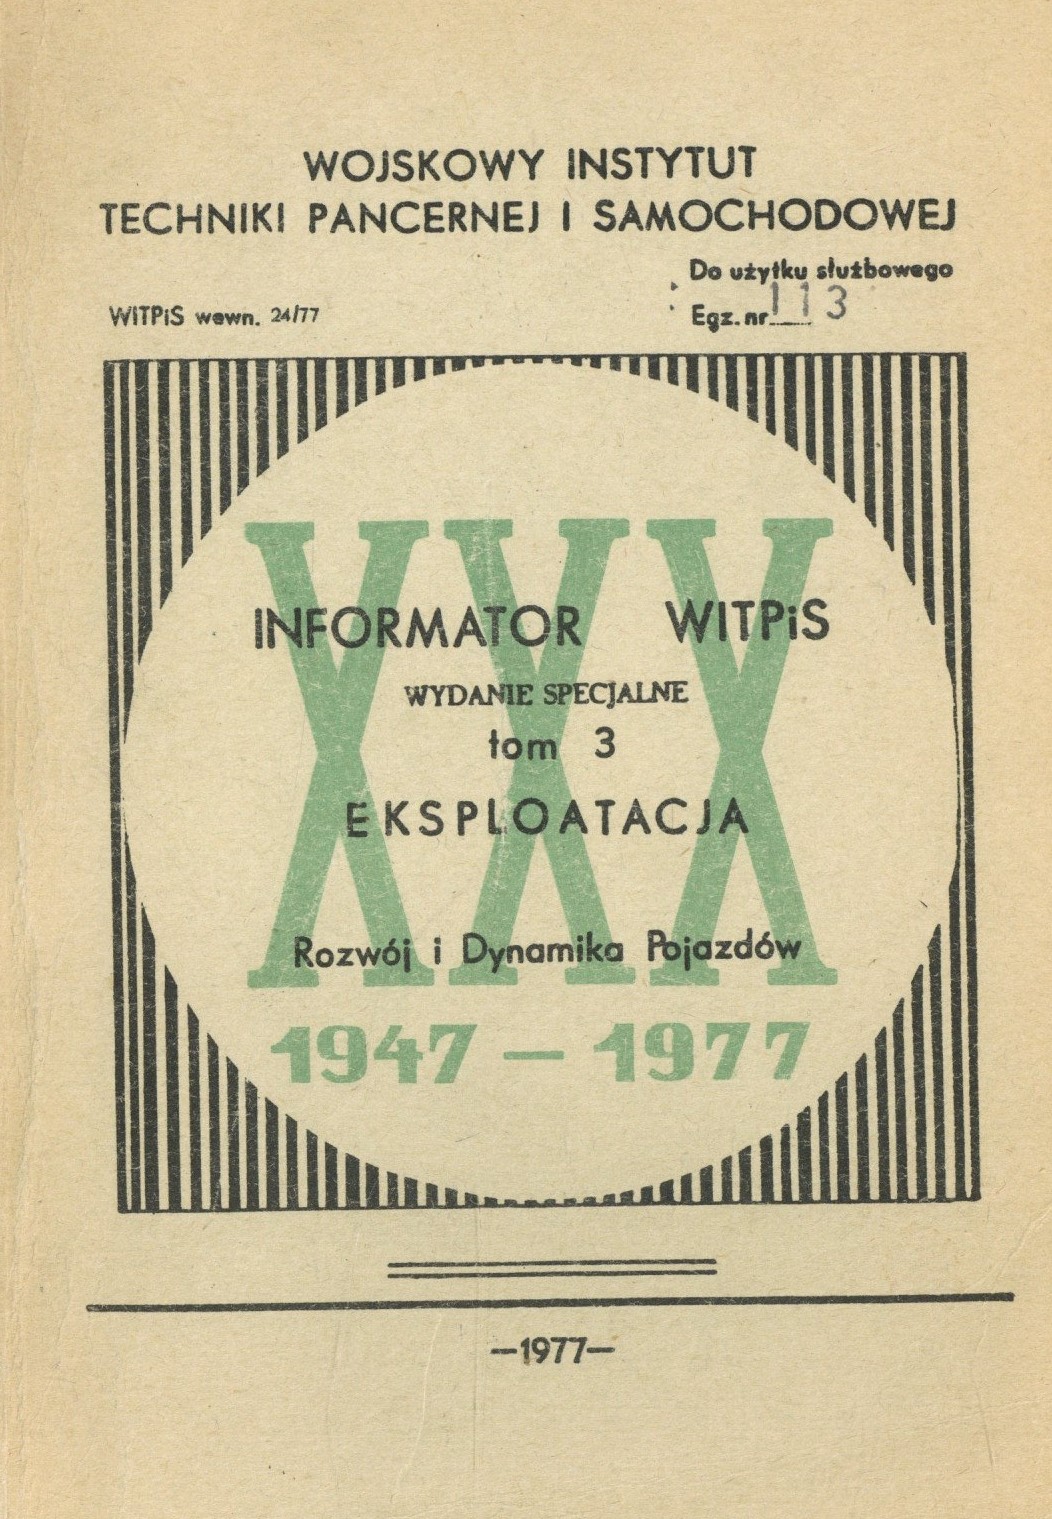 WOJSKOWY INSTYTUT
TECHNIKI PANCERNEJ I SAMOCHODOWEJ
Do użytku służbowego
WITPiS wewn. 24/77
Egz. nr 113
XXX
INFORMATOR WITPiS
WYDANIE SPECJALNE
tom 3
EKSPLOATACJA
Rozwój i Dynamika Pojazdów
1947 – 1977
–1977–